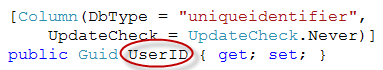 [Column(DbType = "uniqueidentifier",
UpdateCheck = UpdateCheck.Never)]
public Guid UserID { get; set; }